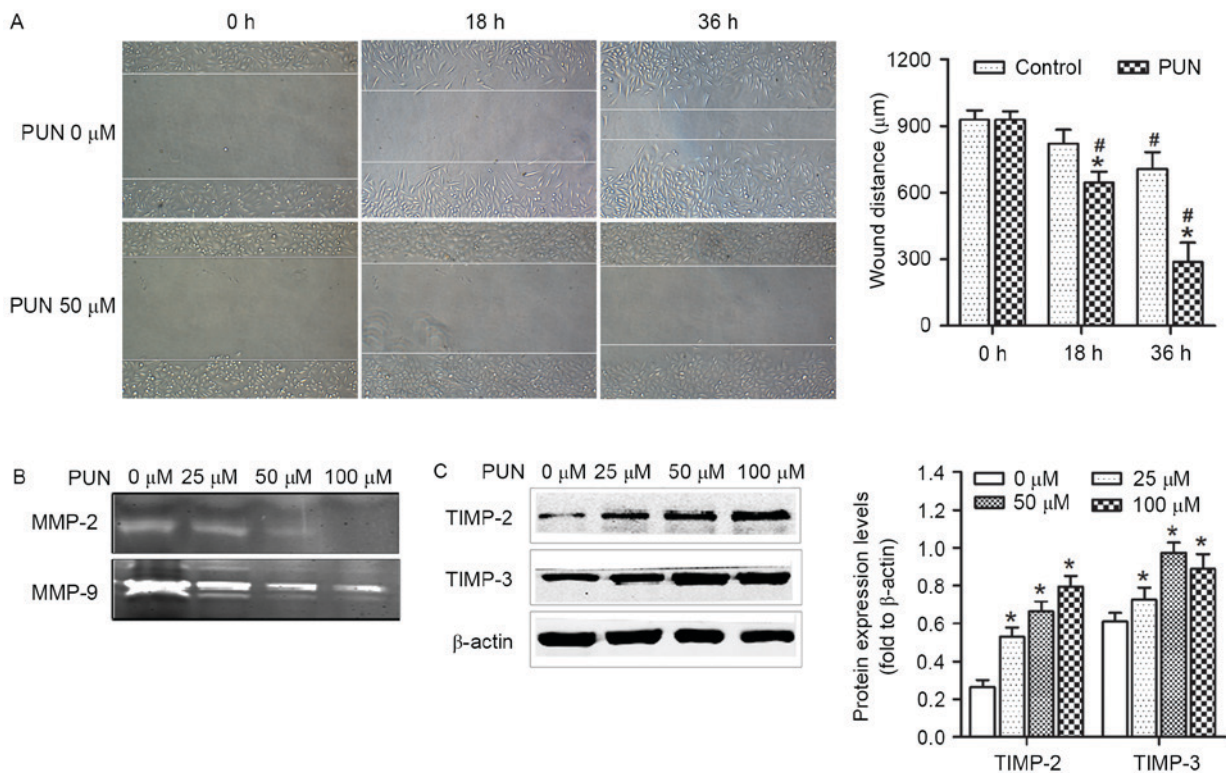 A
0 h 18 h 36 h
PUN 0 μM
PUN 50 μM
1200
900
600
300
0
Wound distance (μm)
Control PUN
#
*
#
#
*
0 h 18 h 36 h
B
PUN 0 μM 25 μM 50 μM 100 μM
MMP-2
MMP-9
C
PUN 0 μM 25 μM 50 μM 100 μM
TIMP-2
TIMP-3
β-actin
1.4
1.2
1.0
0.8
0.6
0.4
0.2
0.0
Protein expression levels
(fold to β-actin)
0 μM 25 μM
50 μM 100 μM
* * * * * *
TIMP-2 TIMP-3